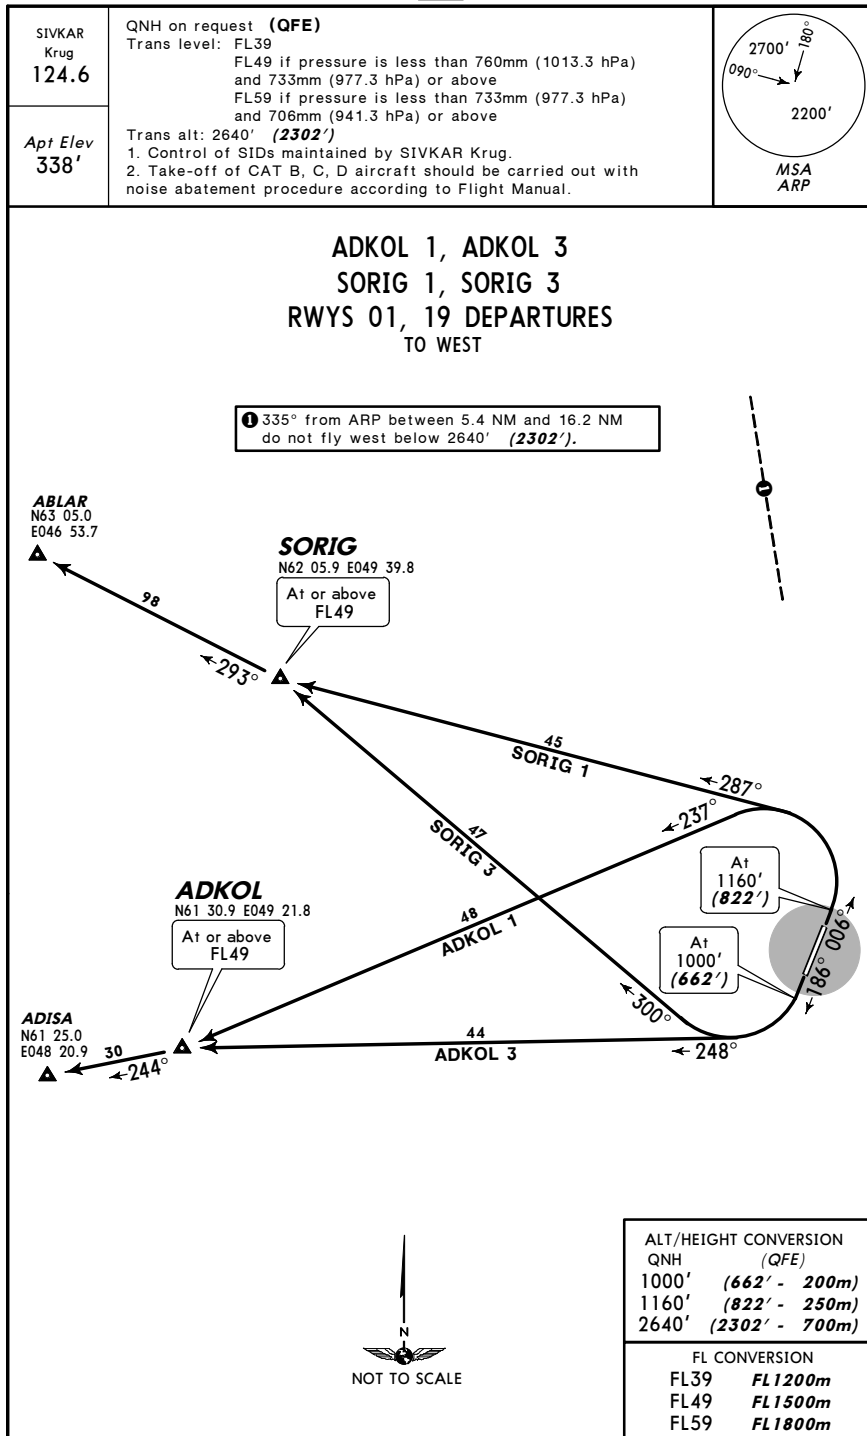 SIVKAR
Krug
124.6
Apt Elev
338'
QNH on request (QFE)
Trans level: FL39
FL49 if pressure is less than 760mm (1013.3 hPa)
and 733mm (977.3 hPa) or above
FL59 if pressure is less than 733mm (977.3 hPa)
and 706mm (941.3 hPa) or above
Trans alt: 2640' (2302')
1. Control of SIDs maintained by SIVKAR Krug.
2. Take-off of CAT B, C, D aircraft should be carried out with
noise abatement procedure according to Flight Manual.
2700'
180°
090°
2200'
MSA
ARP
ADKOL 1, ADKOL 3
SORIG 1, SORIG 3
RWYS 01, 19 DEPARTURES
TO WEST
1 335° from ARP between 5.4 NM and 16.2 NM
do not fly west below 2640' (2302').
1
ABLAR
N63 05.0
E046 53.7
SORIG
N62 05.9 E049 39.8
At or above
FL49
98
293°
45
SORIG 1
287°
237°
47
SORIG 3
At
1160'
(822')
ADKOL
N61 30.9 E049 21.8
At or above
FL49
48
ADKOL 1
At
1000'
(662')
006°
186°
300°
ADISA
N61 25.0
E048 20.9
30
244°
44
ADKOL 3
248°
N
NOT TO SCALE
ALT/HEIGHT CONVERSION
QNH (QFE)
1000' (662' - 200m)
1160' (822' - 250m)
2640' (2302' - 700m)
FL CONVERSION
FL39 FL1200m
FL49 FL1500m
FL59 FL1800m